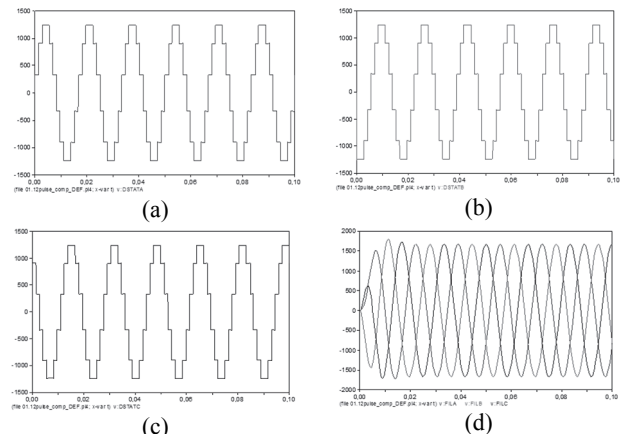 1500
1000
500
0
-500
-1000
-1500
0,00 0,02 0,04 0,06 0,08 0,10
(file 01.12pulse_comp_DEF.pl4; x-var t) v:DSTATA
(a)
1500
1000
500
0
-500
-1000
-1500
0,00 0,02 0,04 0,06 0,08 0,10
(file 01.12pulse_comp_DEF.pl4; x-var t) v:DSTATB
(b)
1500
1000
500
0
-500
-1000
-1500
0,00 0,02 0,04 0,06 0,08 0,10
(file 01.12pulse_comp_DEF.pl4; x-var t) v:DSTATC
(c)
2000
1500
1000
500
0
-500
-1000
-1500
-2000
0,00 0,02 0,04 0,06 0,08 0,10
(file 01.12pulse_comp_DEF.pl4; x-var t) v:FILA v:FILB v:FILC
(d)